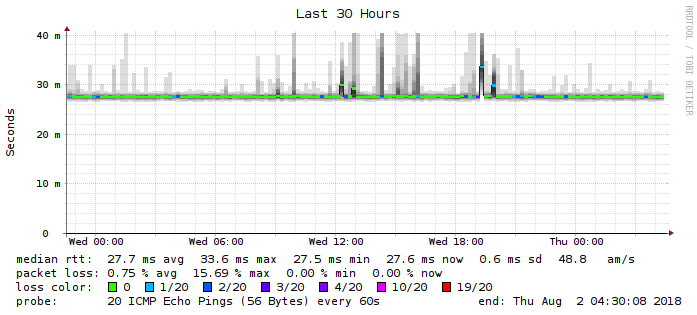 Last 30 Hours
RRDTOOL / TOBI OETIKER
Seconds
40 m
30 m
20 m
10 m
0
Wed 00:00 Wed 06:00 Wed 12:00 Wed 18:00 Thu 00:00
median rtt: 27.7 ms avg 33.6 ms max 27.5 ms min 27.6 ms now 0.6 ms sd 48.8 am/s
packet loss: 0.75 % avg 15.69 % max 0.00 % min 0.00 % now
loss color: 0 1/20 2/20 3/20 4/20 10/20 19/20
probe: 20 ICMP Echo Pings (56 Bytes) every 60s end: Thu Aug 2 04:30:08 2018